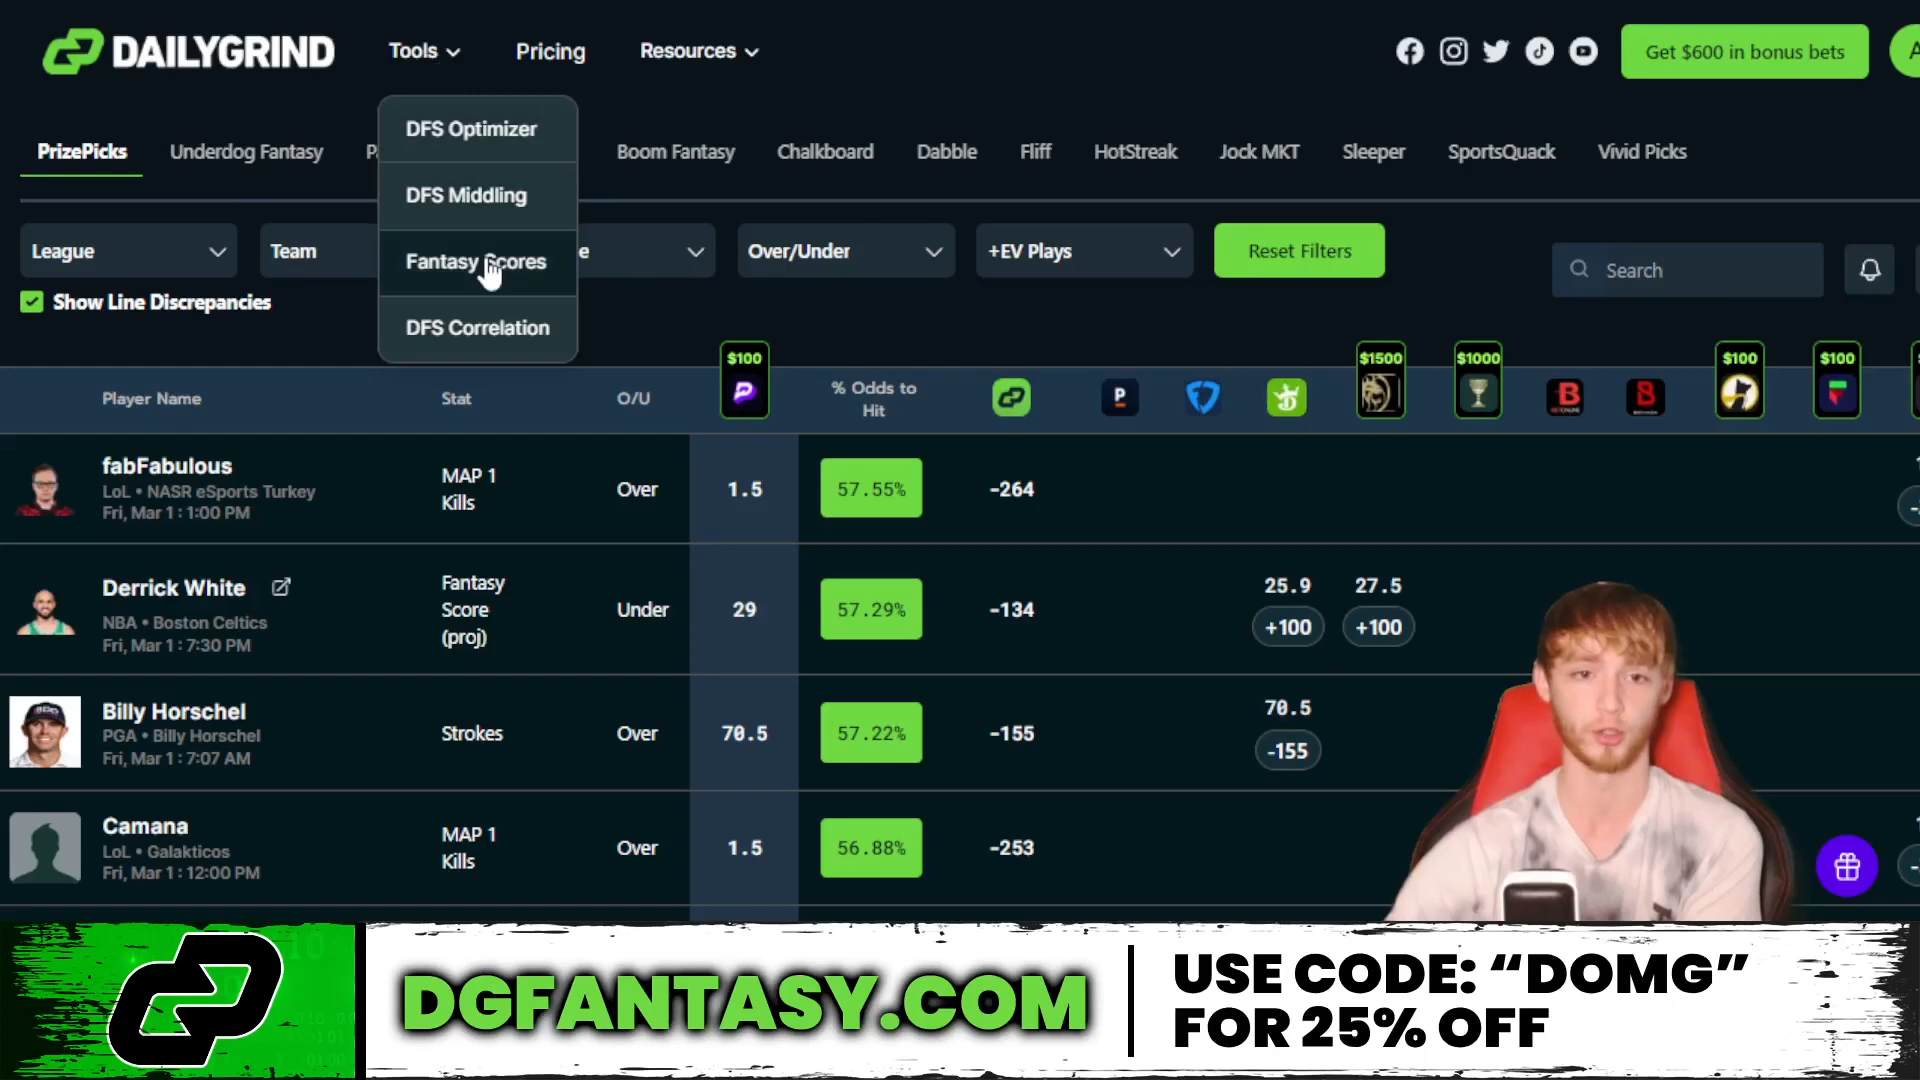 DAILYGRIND
Tools
Pricing
Resources
Get $600 in bonus bets
A
DFS Optimizer
DFS Middling
Fantasy Scores
DFS Correlation
PrizePicks
Underdog Fantasy
Boom Fantasy
Chalkboard
Dabble
Fliff
HotStreak
Jock MKT
Sleeper
SportsQuack
Vivid Picks
League
Team
Over/Under
+EV Plays
Reset Filters
Search
Show Line Discrepancies
$100
$1500
$1000
$100
$100
Player Name
Stat
O/U
% Odds to
Hit
fabFabulous
LoL • NASR eSports Turkey
Fri, Mar 1 : 1:00 PM
MAP 1
Kills
Over
1.5
57.55%
-264
Derrick White
NBA • Boston Celtics
Fri, Mar 1 : 7:30 PM
Fantasy
Score
(proj)
Under
29
57.29%
-134
25.9
+100
27.5
+100
Billy Horschel
PGA • Billy Horschel
Fri, Mar 1 : 7:07 AM
Strokes
Over
70.5
57.22%
-155
70.5
-155
Camana
LoL • Galakticos
Fri, Mar 1 : 12:00 PM
MAP 1
Kills
Over
1.5
56.88%
-253
DGFANTASY.COM
USE CODE: “DOMG”
FOR 25% OFF